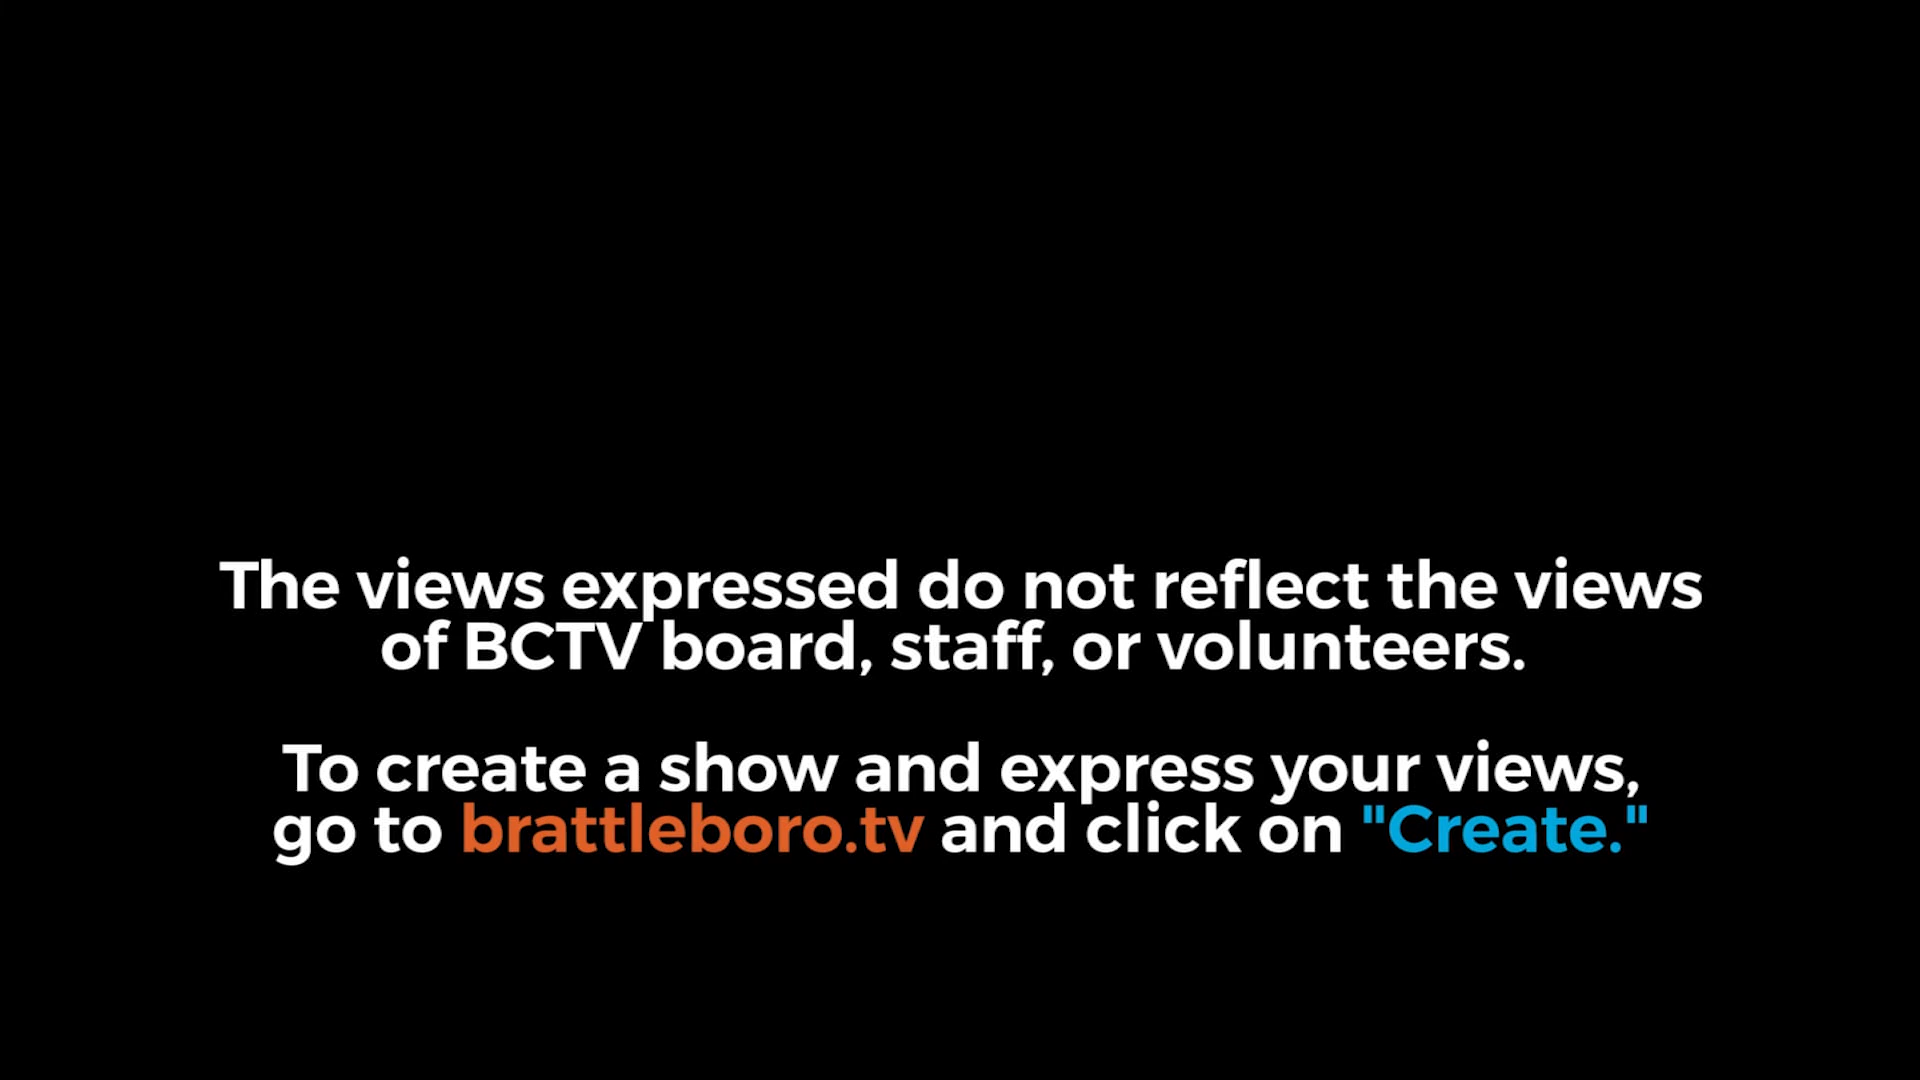 The views expressed do not reflect the views
of BCTV board, staff, or volunteers.
To create a show and express your views,
go to brattleboro.tv and click on "Create."